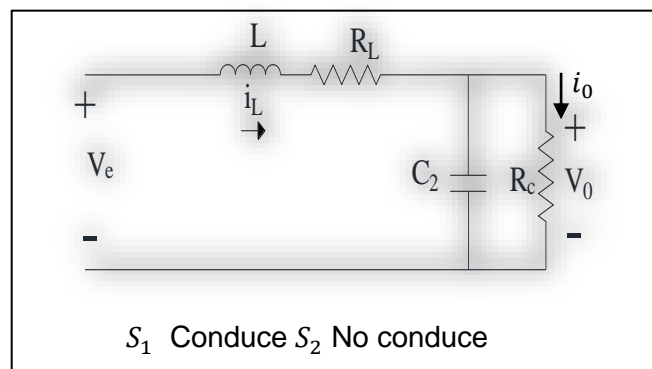 L R_L
i_L i_0
+ +
V_e C_2 R_c V_0
- -
S_1 Conduce S_2 No conduce